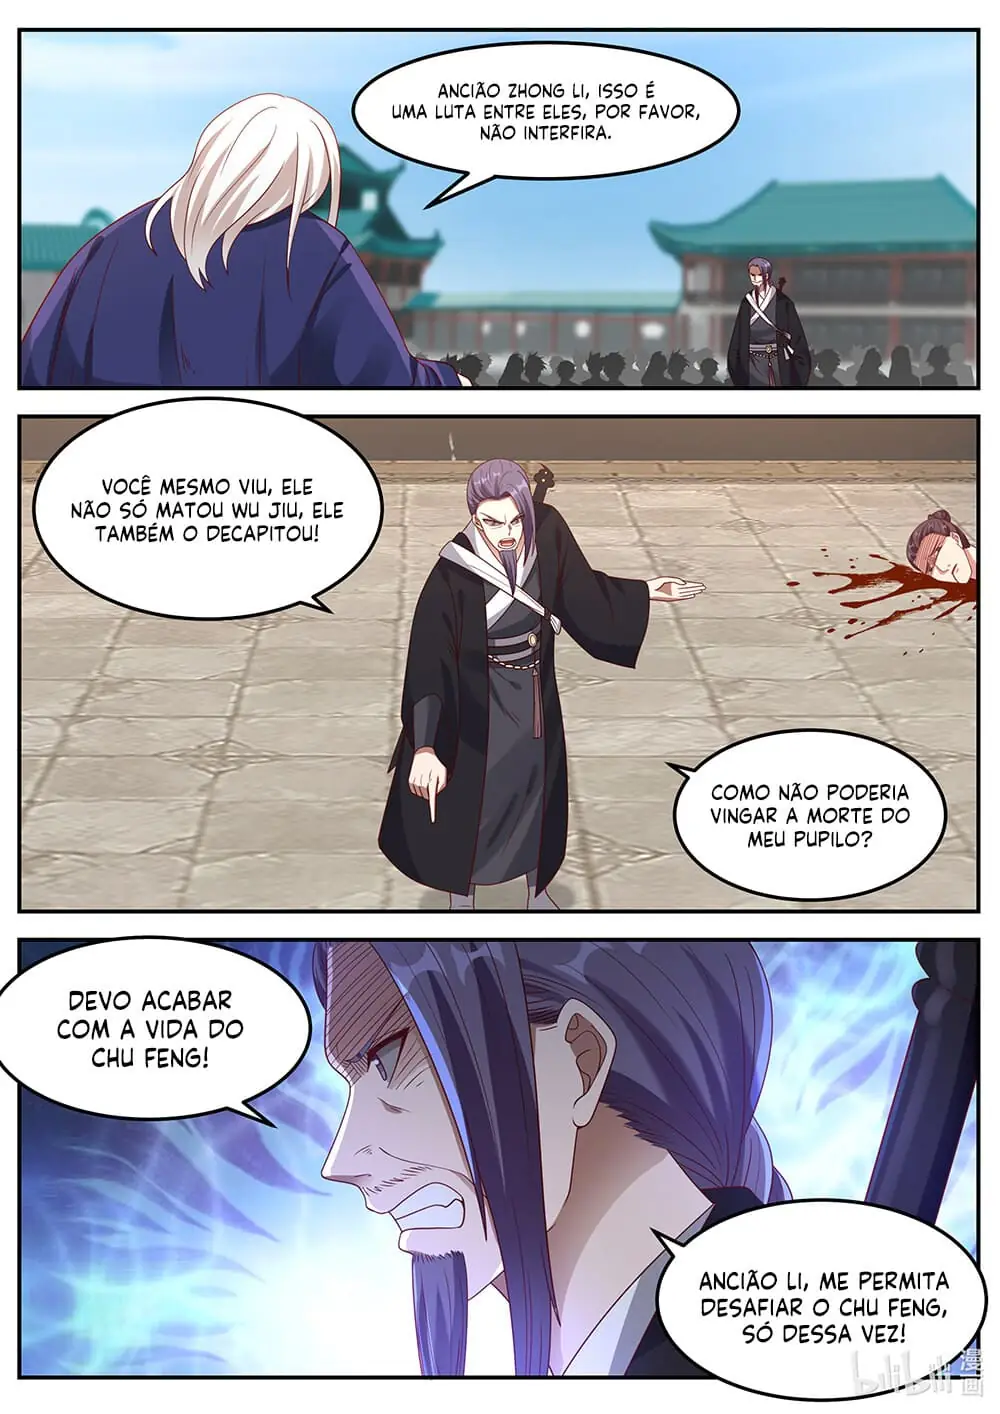 ANCIÃO ZHONG LI, ISSO É
UMA LUTA ENTRE ELES, POR FAVOR,
NÃO INTERFIRA.
VOCÊ MESMO VIU, ELE
NÃO SÓ MATOU WU JIU, ELE
TAMBÉM O DECAPITOU!
COMO NÃO PODERIA
VINGAR A MORTE DO
MEU PUPILO?
DEVO ACABAR
COM A VIDA DO
CHU FENG!
ANCIÃO LI, ME PERMITA
DESAFIAR O CHU FENG,
SÓ DESSA VEZ!
bilibili 漫画